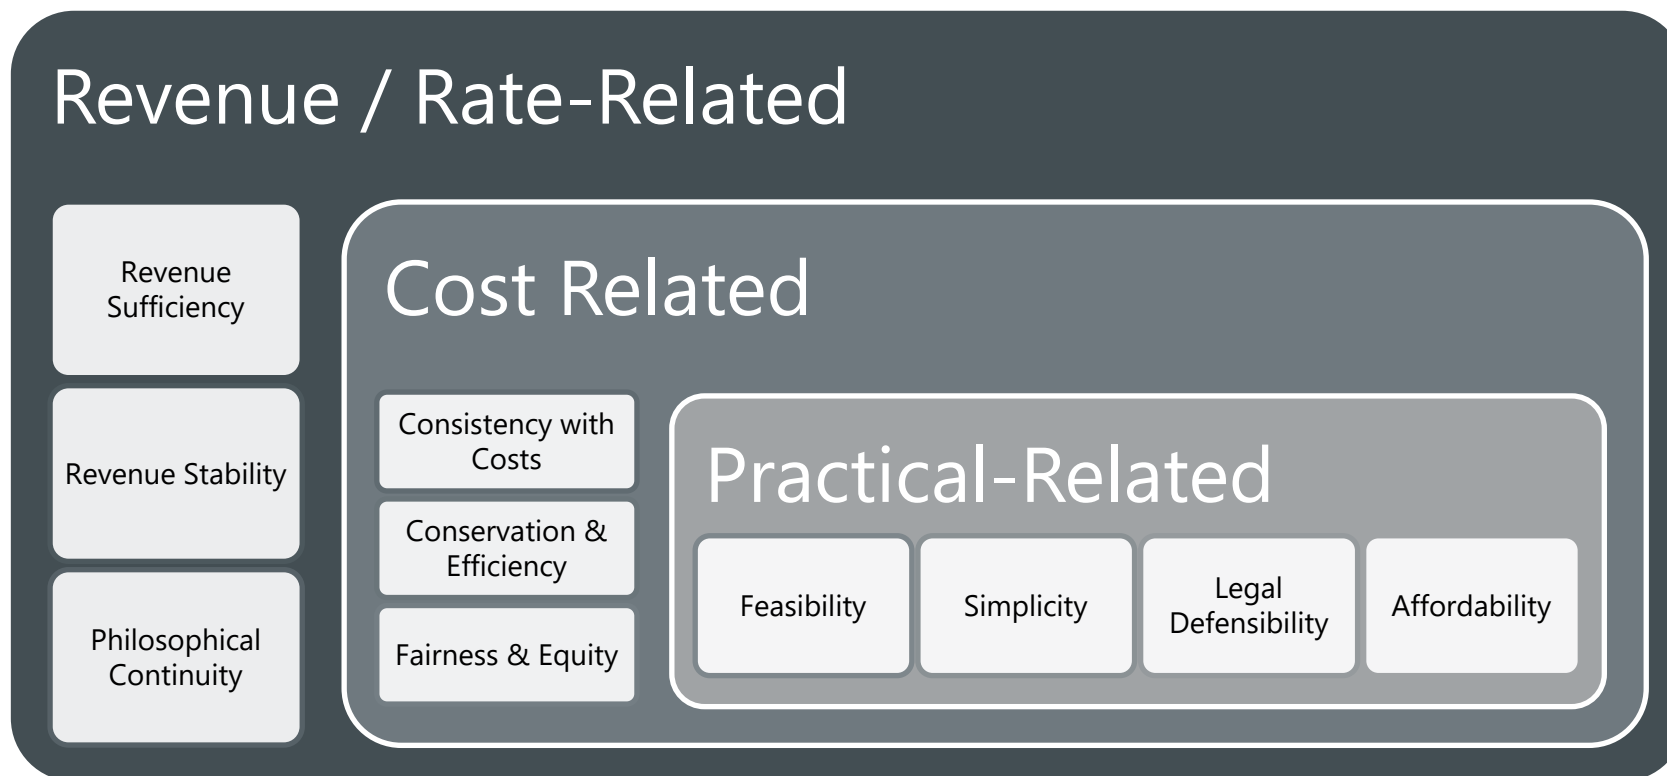 Revenue / Rate-Related
Revenue
Sufficiency
Revenue Stability
Philosophical
Continuity
Cost Related
Consistency with
Costs
Conservation &
Efficiency
Fairness & Equity
Practical-Related
Feasibility
Simplicity
Legal
Defensibility
Affordability